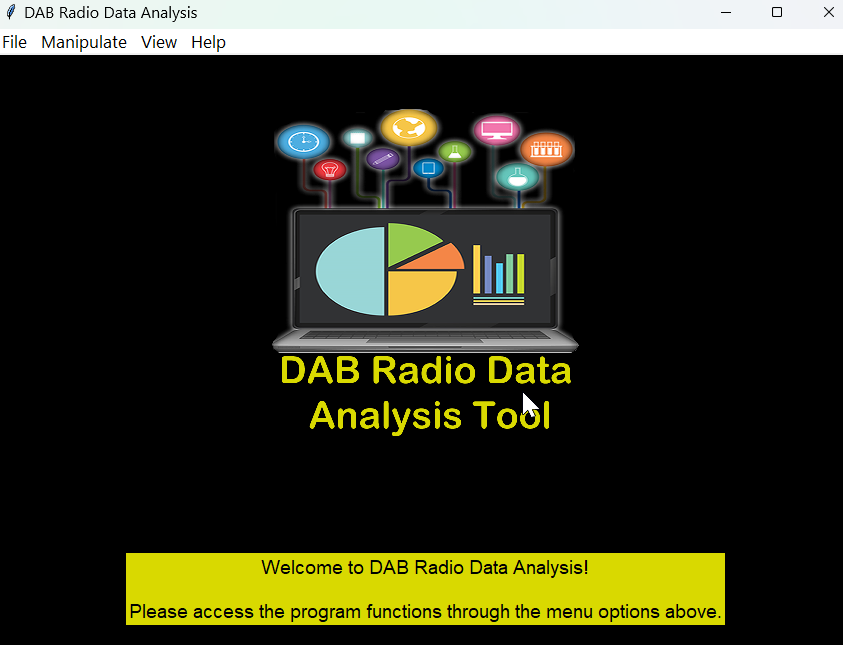 DAB Radio Data Analysis
File Manipulate View Help
DAB Radio Data
Analysis Tool
Welcome to DAB Radio Data Analysis!
Please access the program functions through the menu options above.